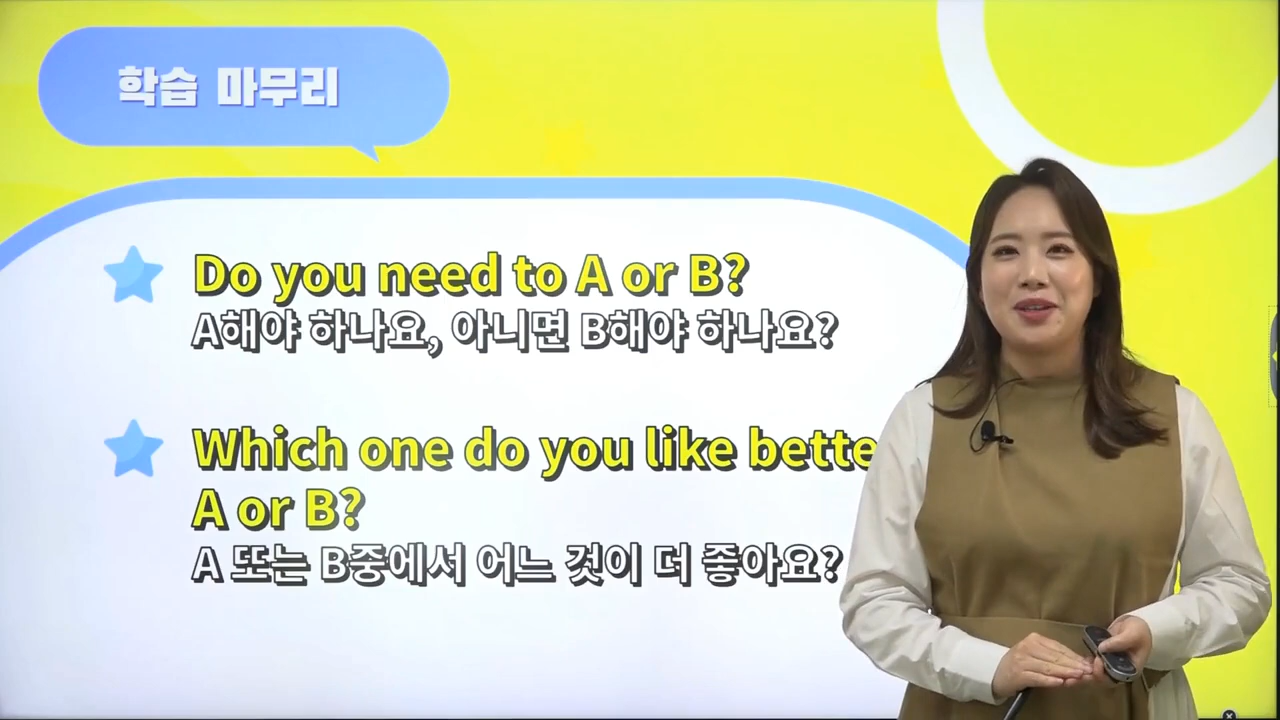 학습 마무리
Do you need to A or B?
A해야 하나요, 아니면 B해야 하나요?
Which one do you like bette
A or B?
A 또는 B중에서 어느 것이 더 좋아요?